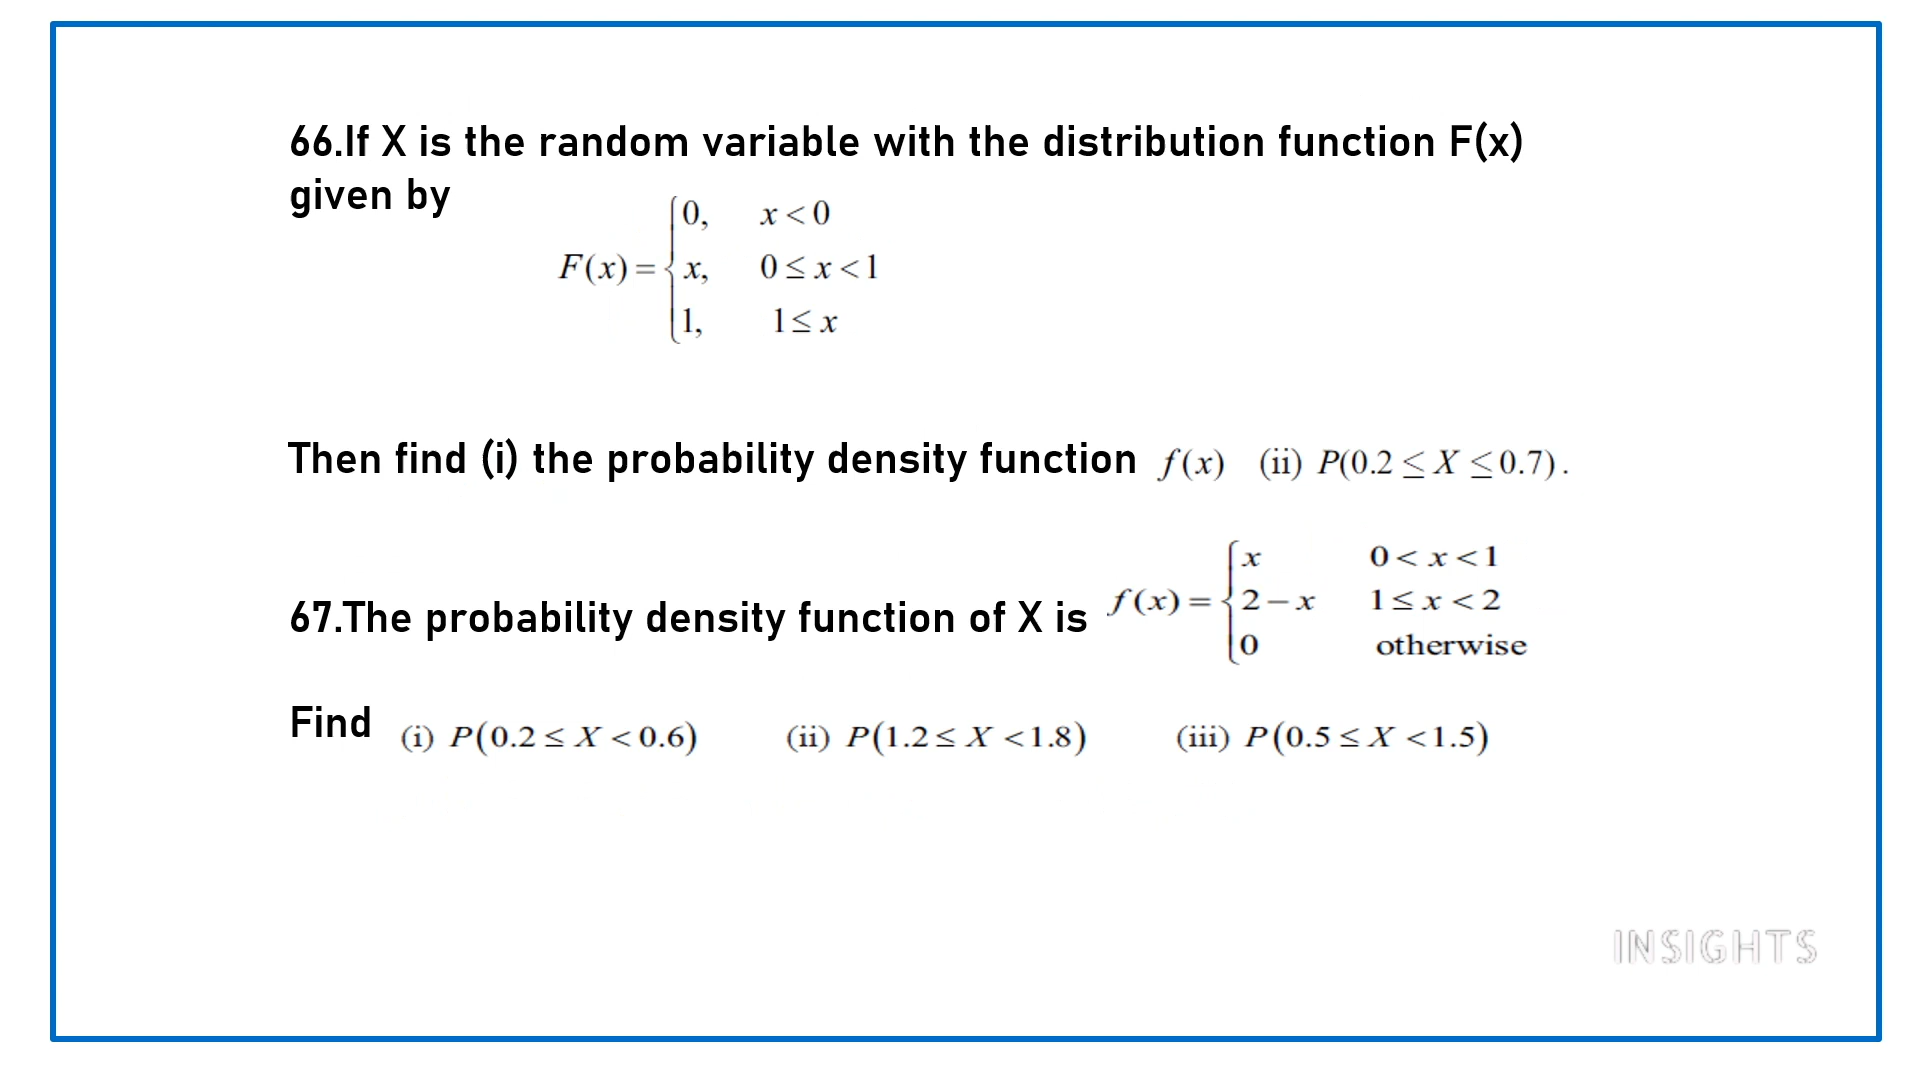 66.If X is the random variable with the distribution function F(x)
given by
F(x) = { 0, x < 0
x, 0 ≤ x < 1
1, 1 ≤ x
Then find (i) the probability density function f(x) (ii) P(0.2 ≤ X ≤ 0.7).
67.The probability density function of X is f(x) = { x 0 < x < 1
2 − x 1 ≤ x < 2
0 otherwise
Find (i) P(0.2 ≤ X < 0.6) (ii) P(1.2 ≤ X < 1.8) (iii) P(0.5 ≤ X < 1.5)
INSIGHTS